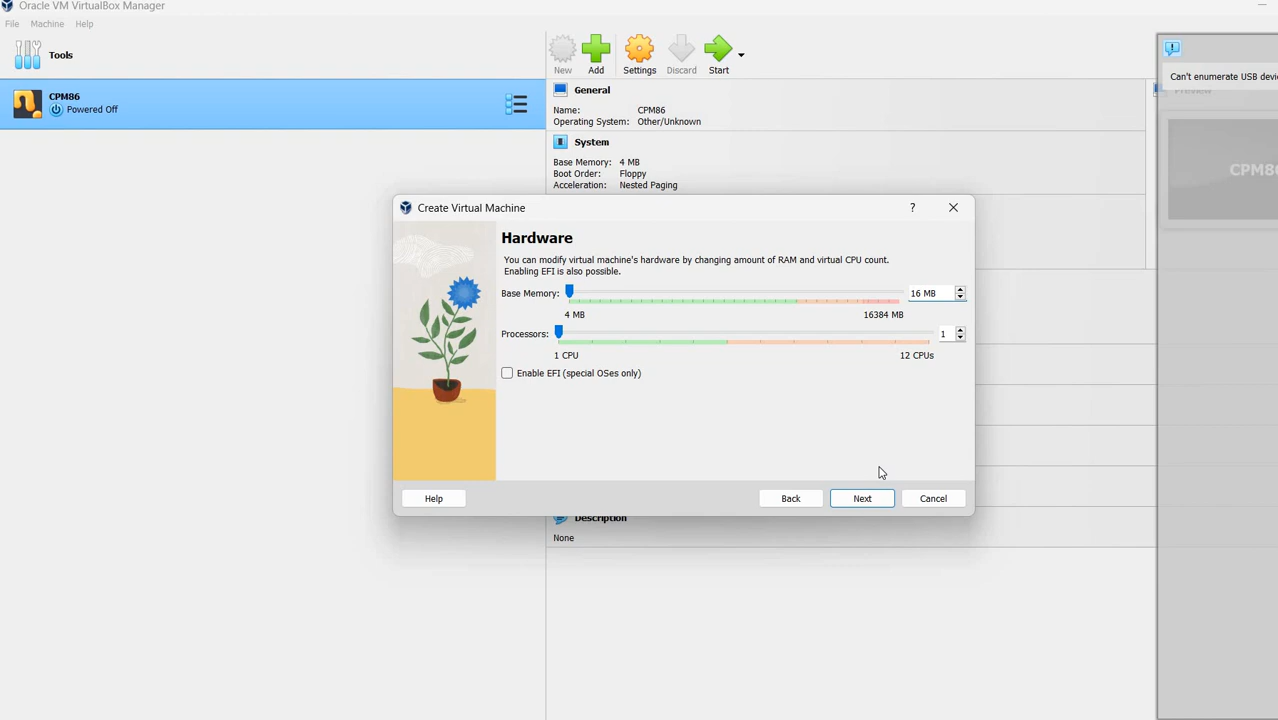 Oracle VM VirtualBox Manager
File Machine Help
Tools
New Add Settings Discard Start
CPM86
Powered Off
General
Name: CPM86
Operating System: Other/Unknown
System
Base Memory: 4 MB
Boot Order: Floppy
Acceleration: Nested Paging
Can't enumerate USB devi
Preview
CPM86
Create Virtual Machine
?
Hardware
You can modify virtual machine's hardware by changing amount of RAM and virtual CPU count.
Enabling EFI is also possible.
Base Memory: 16 MB
4 MB 16384 MB
Processors: 1
1 CPU 12 CPUs
Enable EFI (special OSes only)
Help Back Next Cancel
Description
None